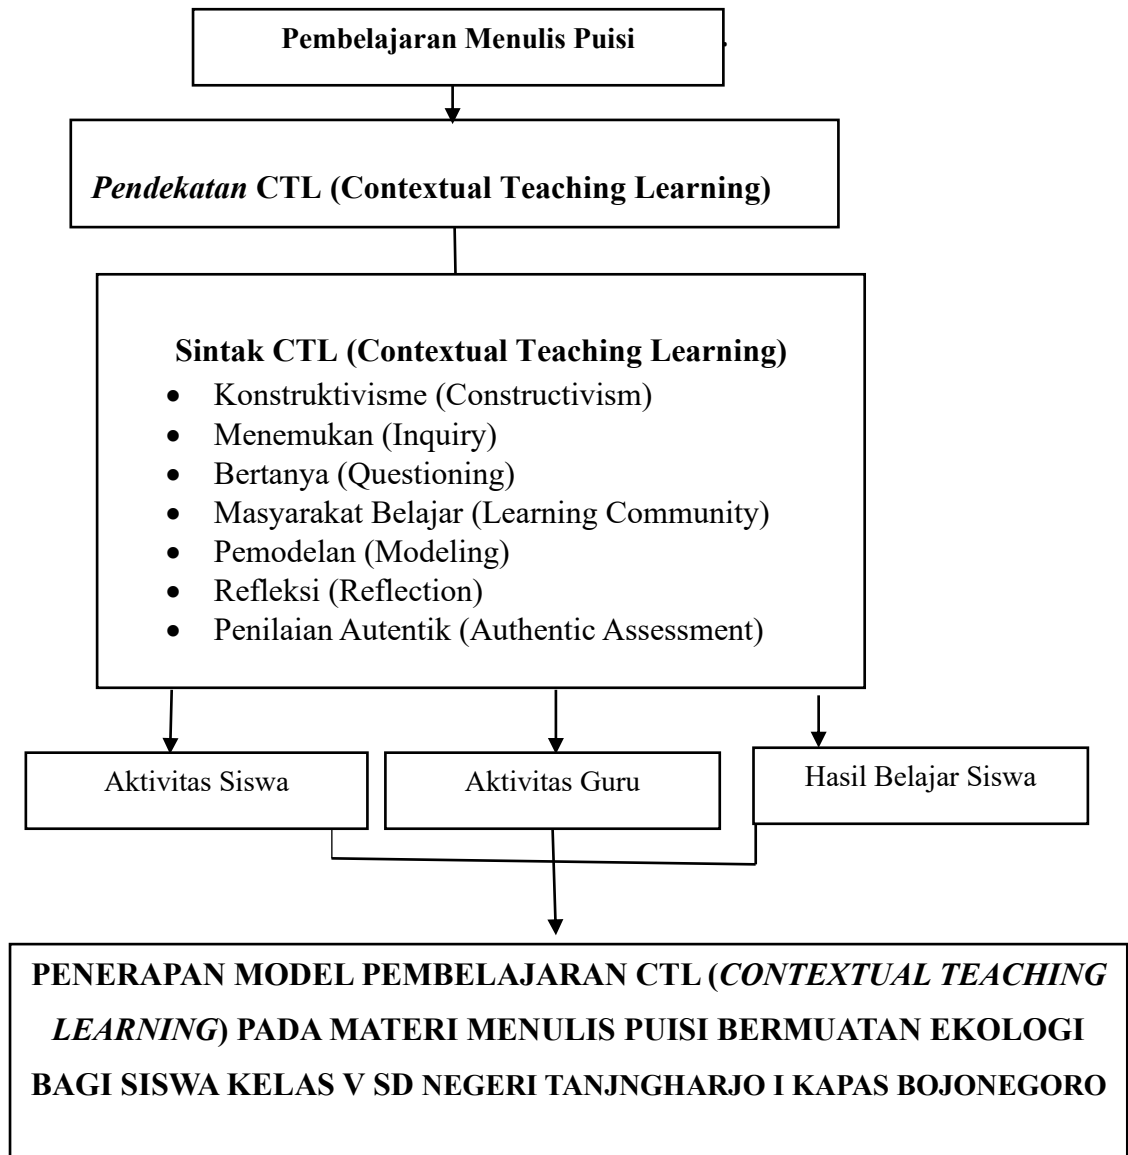 Pembelajaran Menulis Puisi .
Pendekatan CTL (Contextual Teaching Learning)
Sintak CTL (Contextual Teaching Learning)
• Konstruktivisme (Constructivism)
• Menemukan (Inquiry)
• Bertanya (Questioning)
• Masyarakat Belajar (Learning Community)
• Pemodelan (Modeling)
• Refleksi (Reflection)
• Penilaian Autentik (Authentic Assessment)
Aktivitas Siswa
Aktivitas Guru
Hasil Belajar Siswa
PENERAPAN MODEL PEMBELAJARAN CTL (CONTEXTUAL TEACHING
LEARNING) PADA MATERI MENULIS PUISI BERMUATAN EKOLOGI
BAGI SISWA KELAS V SD NEGERI TANJNGHARJO I KAPAS BOJONEGORO